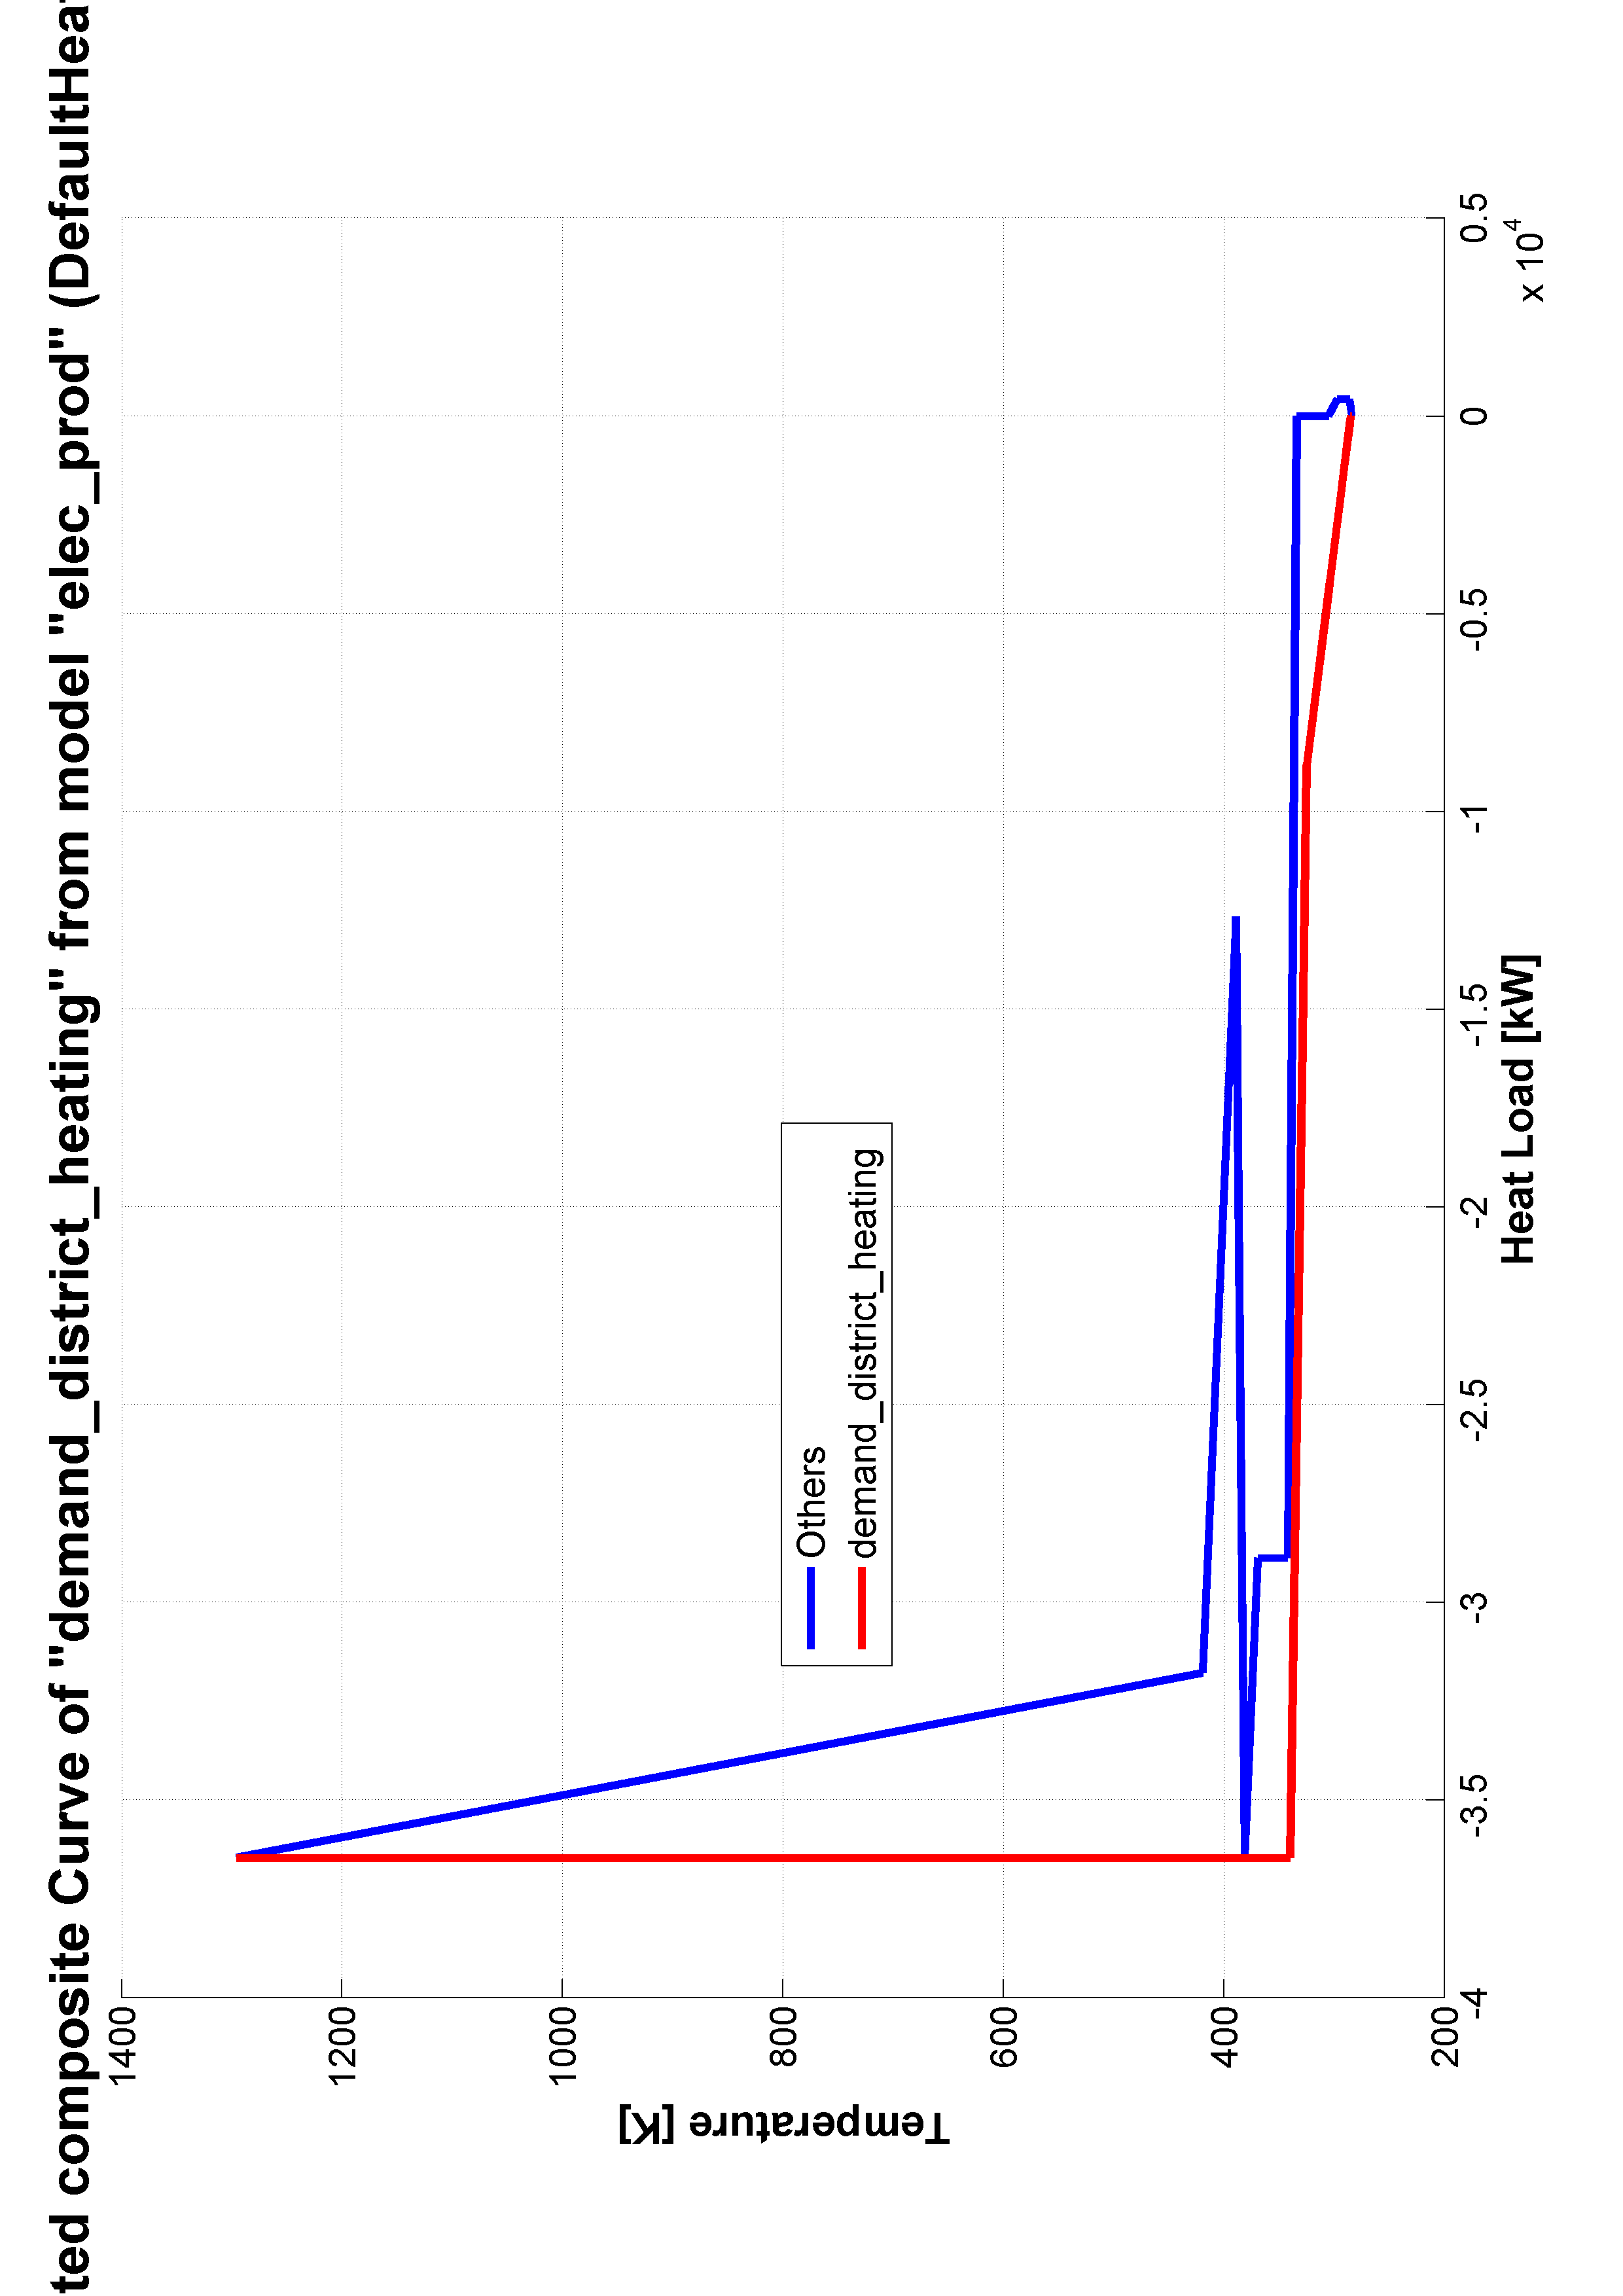 ted composite Curve of "demand_district_heating" from model "elec_prod" (DefaultHea
1400
1200
1000
800
600
400
200
Temperature [K]
Others
demand_district_heating
-4
-3.5
-3
-2.5
-2
-1.5
-1
-0.5
0
0.5
x 10^4
Heat Load [kW]